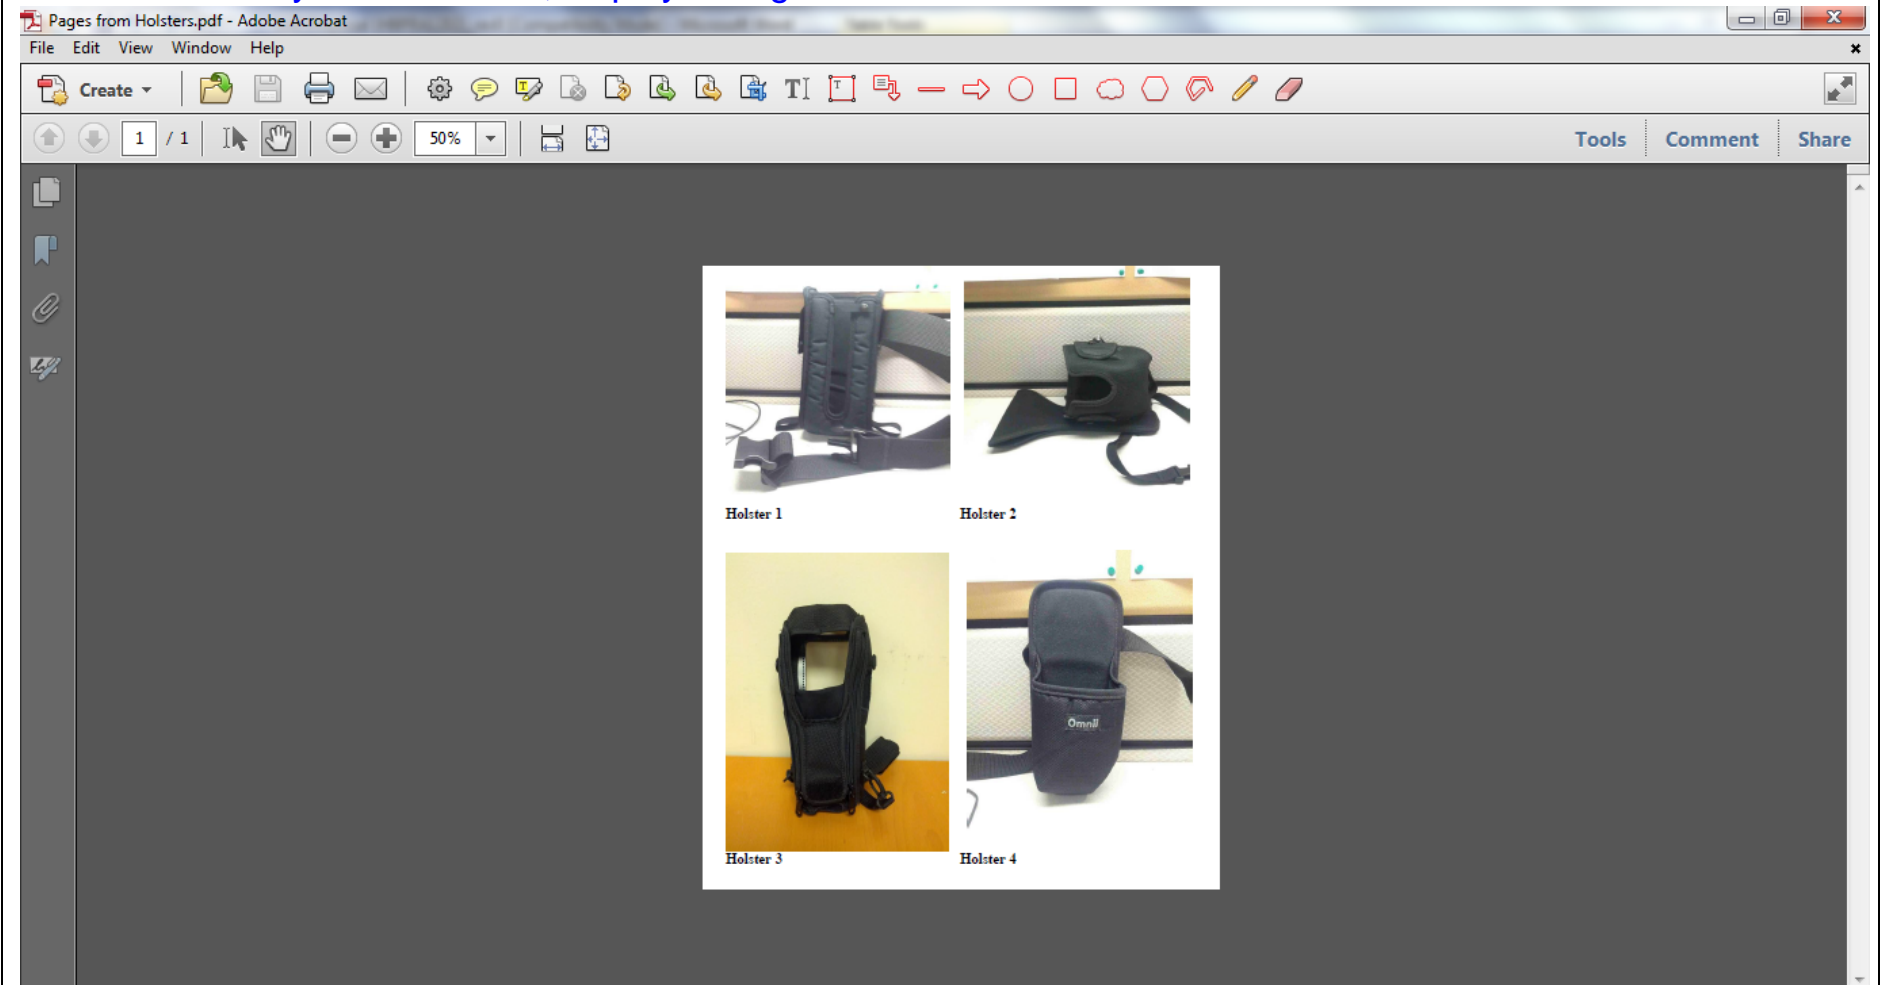 Pages from Holsters.pdf - Adobe Acrobat
File Edit View Window Help
Create
1 / 1 50% Tools Comment Share
Holster 1 Holster 2
Omnii
Holster 3 Holster 4